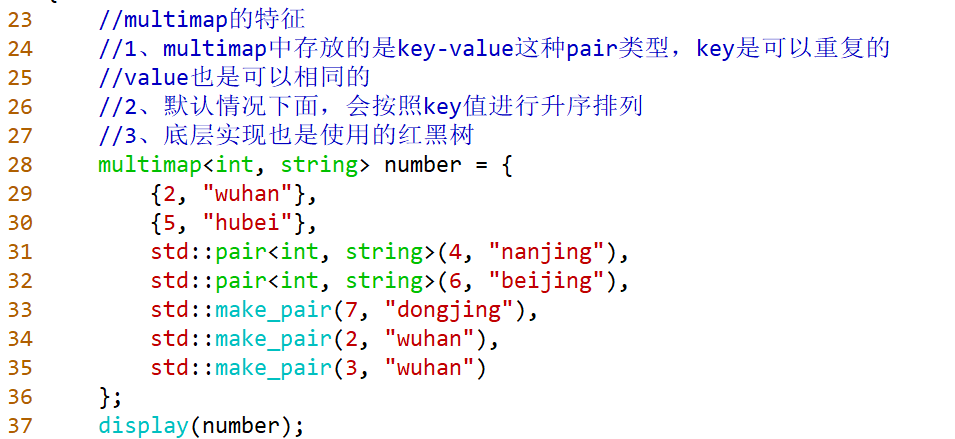 23 //multimap的特征
24 //1、multimap中存放的是key-value这种pair类型，key是可以重复的
25 //value也是可以相同的
26 //2、默认情况下面，会按照key值进行升序排列
27 //3、底层实现也是使用的红黑树
28 multimap<int, string> number = {
29 {2, "wuhan"},
30 {5, "hubei"},
31 std::pair<int, string>(4, "nanjing"),
32 std::pair<int, string>(6, "beijing"),
33 std::make_pair(7, "dongjing"),
34 std::make_pair(2, "wuhan"),
35 std::make_pair(3, "wuhan")
36 };
37 display(number);